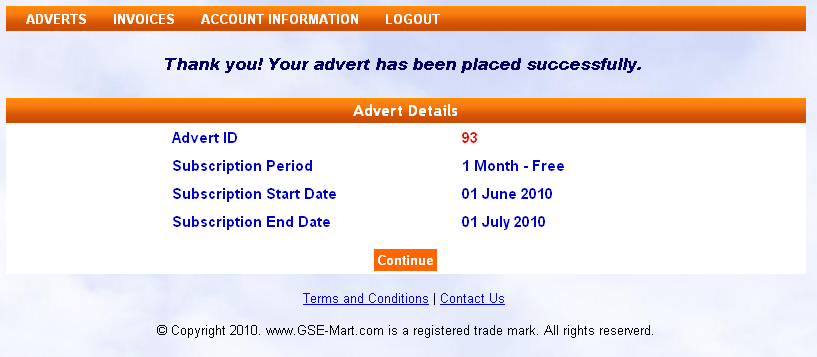 ADVERTS INVOICES ACCOUNT INFORMATION LOGOUT
Thank you! Your advert has been placed successfully.
Advert Details
Advert ID 93
Subscription Period 1 Month - Free
Subscription Start Date 01 June 2010
Subscription End Date 01 July 2010
Continue
Terms and Conditions | Contact Us
© Copyright 2010. www.GSE-Mart.com is a registered trade mark. All rights reserverd.